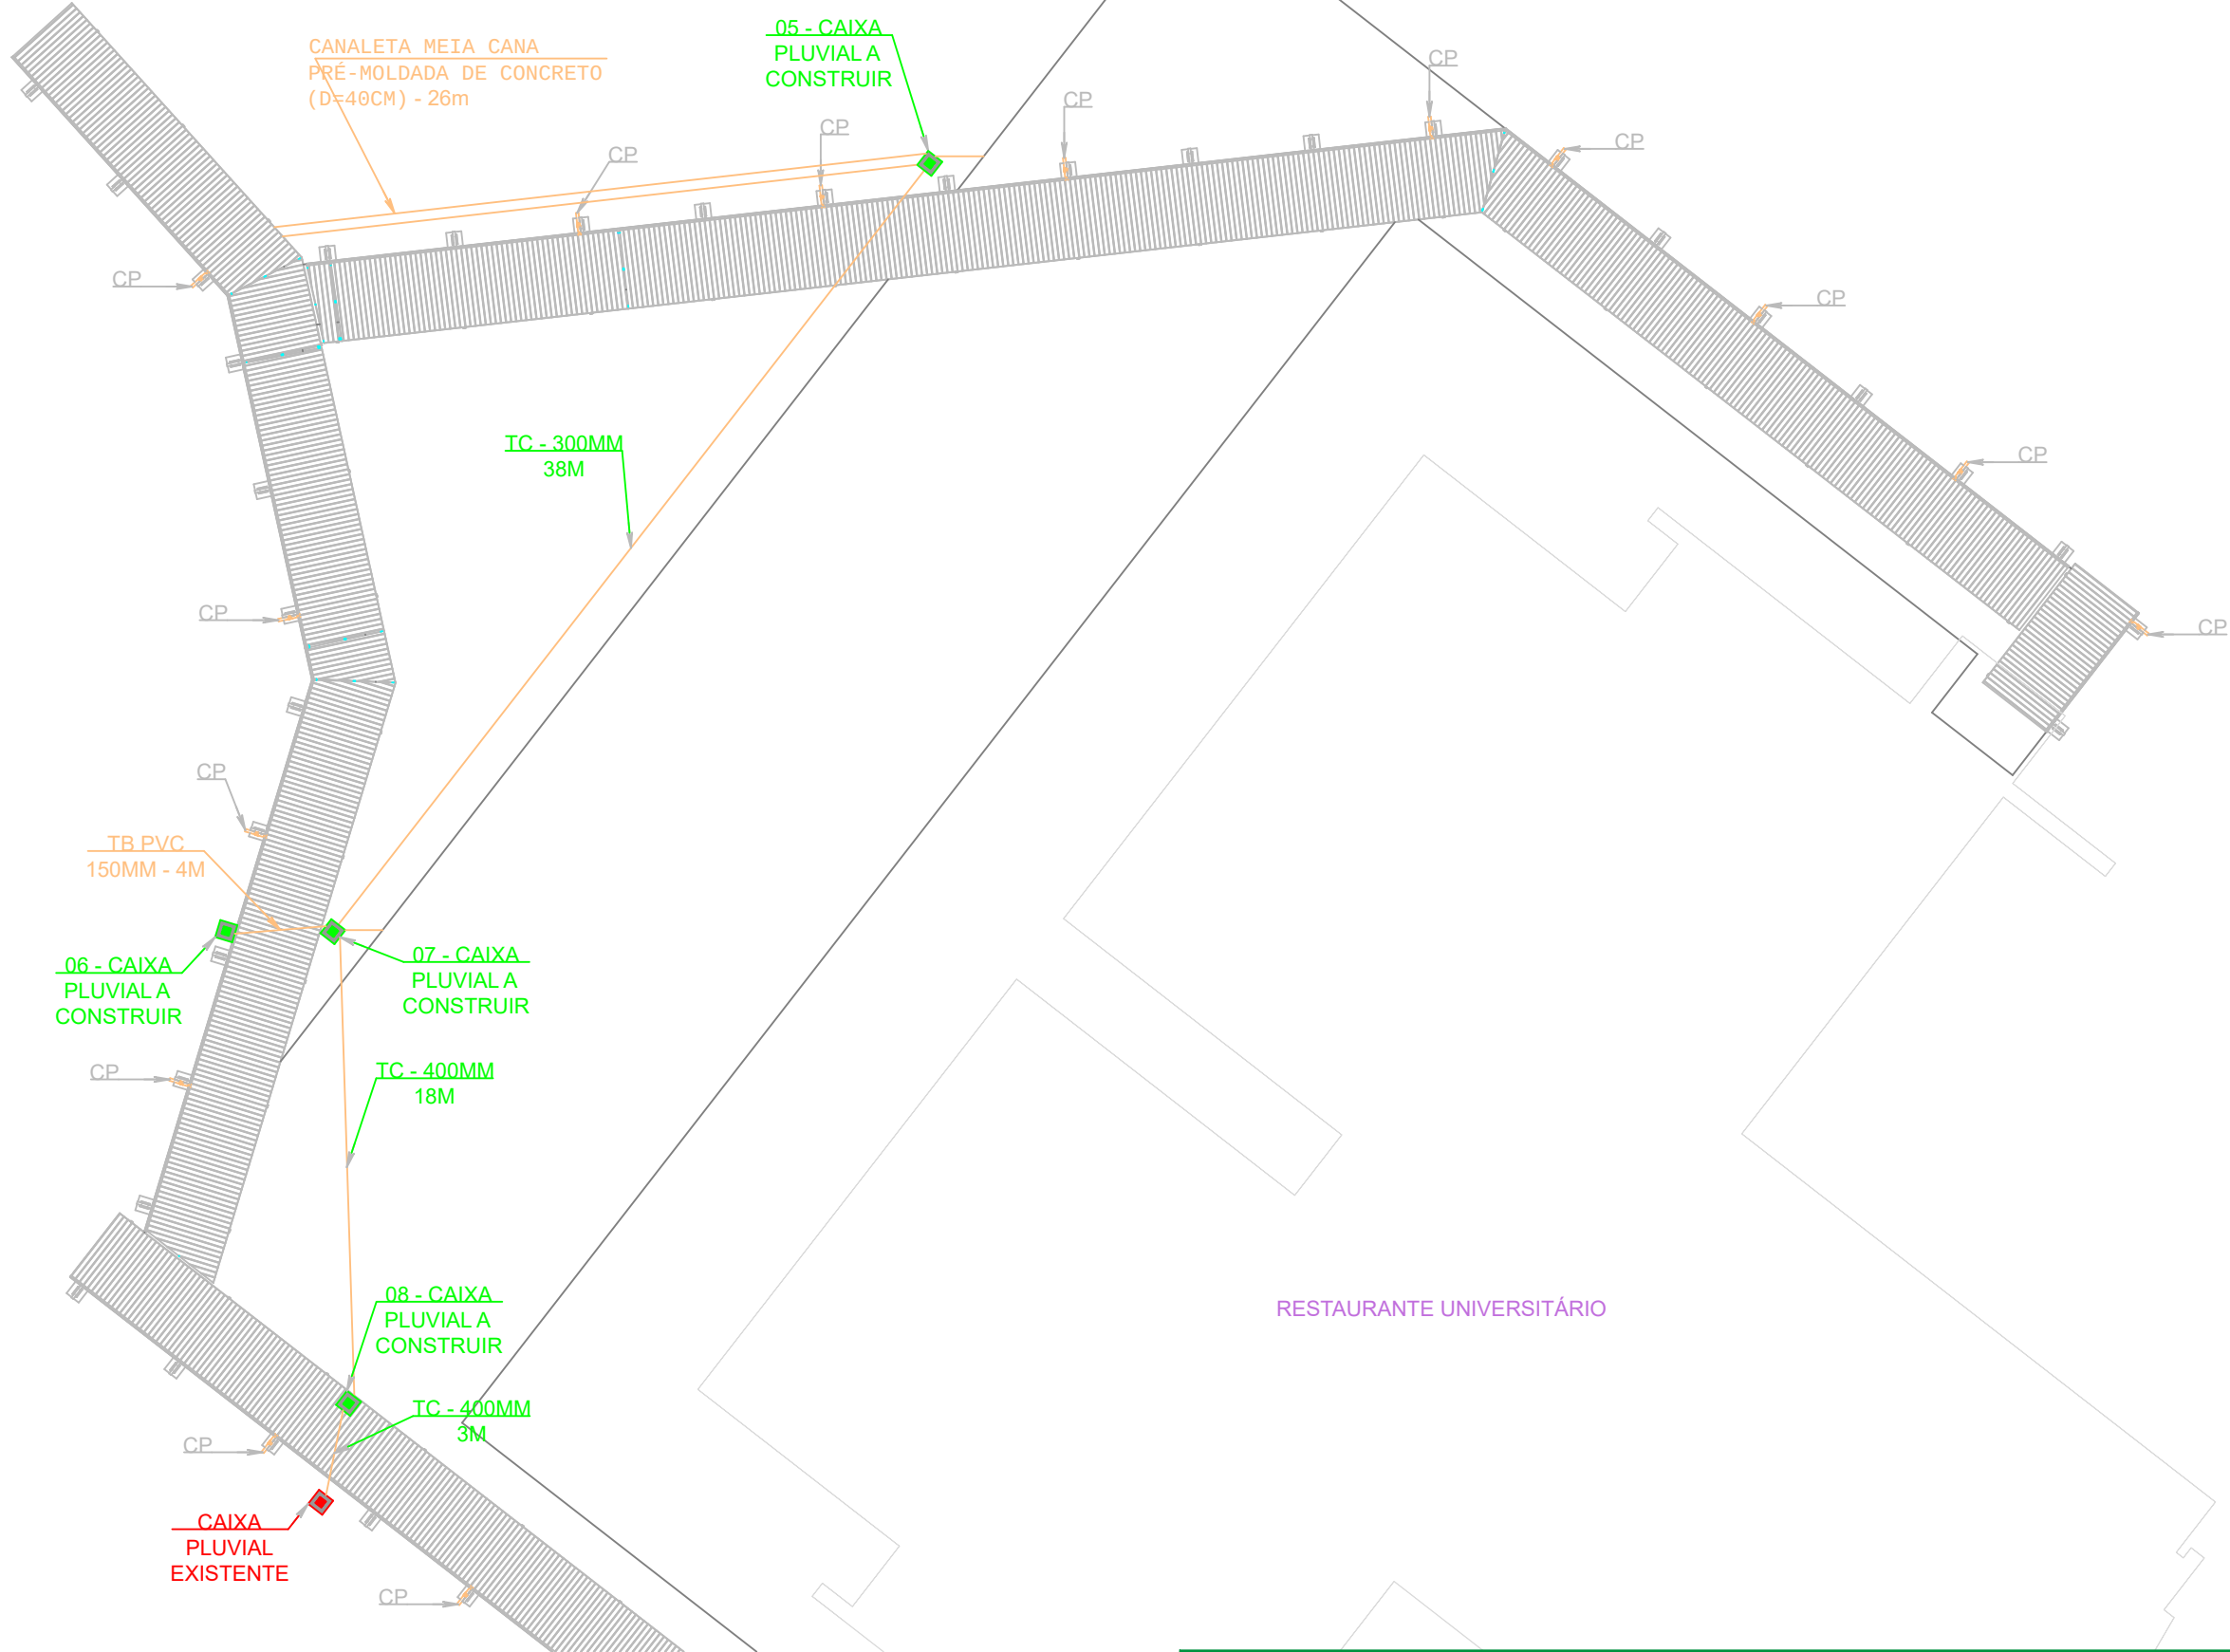 05 - CAIXA
PLUVIAL A
CONSTRUIR
CANALETA MEIA CANA
PRÉ-MOLDADA DE CONCRETO
(D=40CM) - 26m
CP
CP
CP
CP
CP
CP
CP
CP
CP
CP
TC - 300MM
38M
CP
CP
TB PVC
150MM - 4M
06 - CAIXA
PLUVIAL A
CONSTRUIR
07 - CAIXA
PLUVIAL A
CONSTRUIR
CP
TC - 400MM
18M
08 - CAIXA
PLUVIAL A
CONSTRUIR
RESTAURANTE UNIVERSITÁRIO
TC - 400MM
3M
CP
CAIXA
PLUVIAL
EXISTENTE
CP